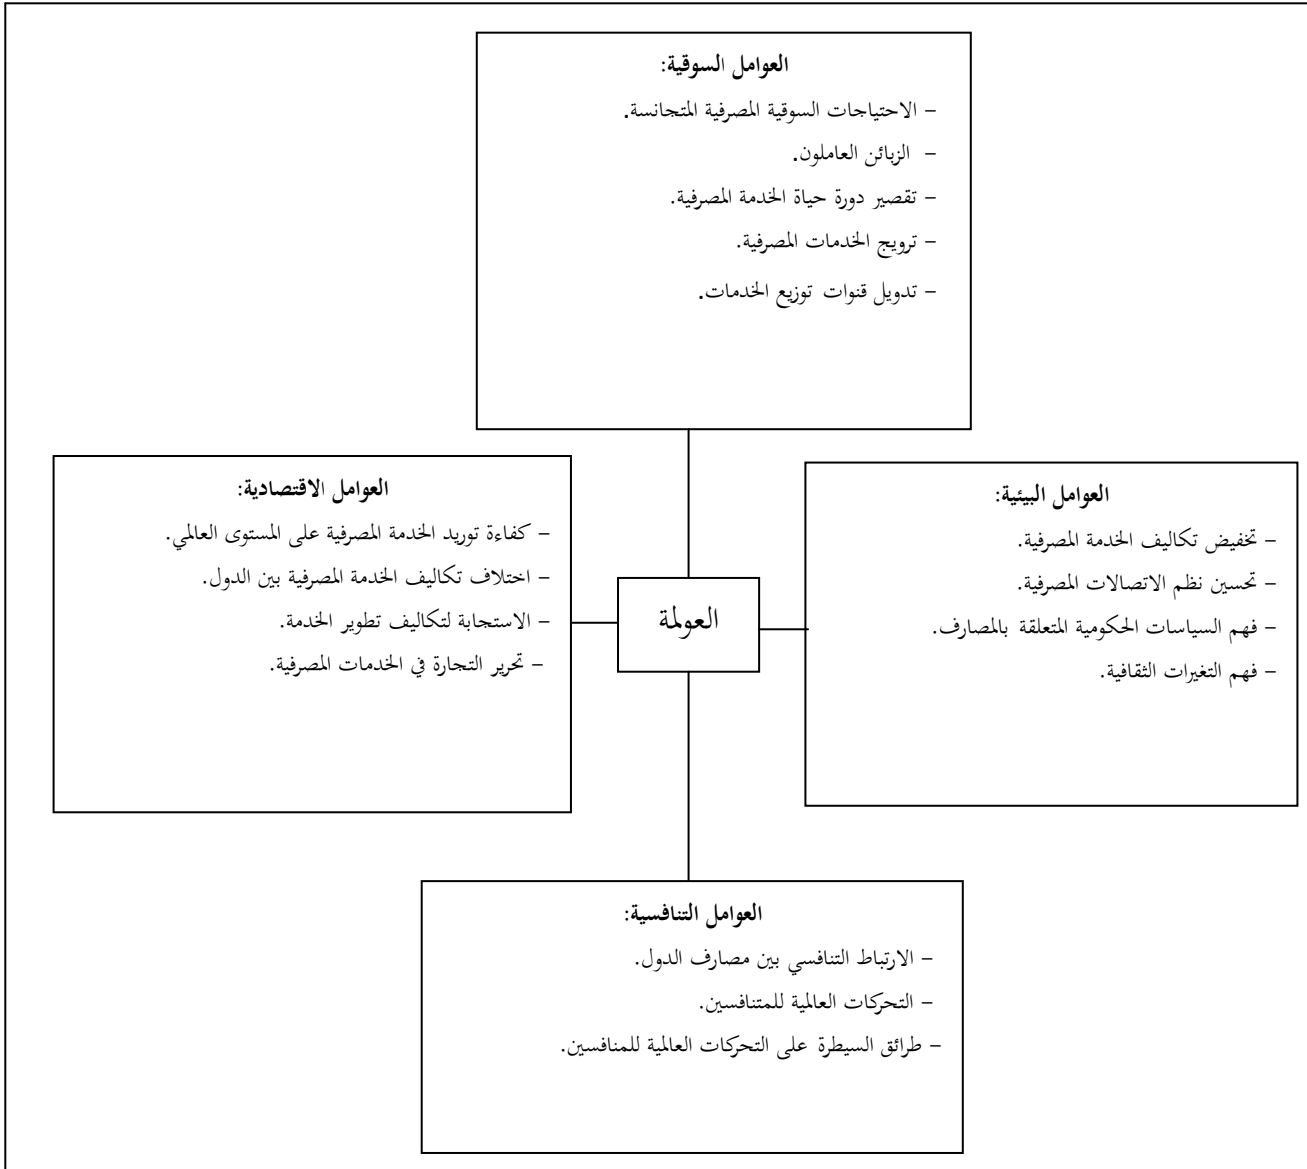 العوامل السوقية:
– الاحتياجات السوقية المصرفية المتجانسة.
– الزبائن العاملون.
– تقصير دورة حياة الخدمة المصرفية.
– ترويج الخدمات المصرفية.
– تدويل قنوات توزيع الخدمات.
العوامل البيئية:
– تخفيض تكاليف الخدمة المصرفية.
– تحسين نظم الاتصالات المصرفية.
– فهم السياسات الحكومية المتعلقة بالمصارف.
– فهم التغيرات الثقافية.
العولمة
العوامل الاقتصادية:
– كفاءة توريد الخدمة المصرفية على المستوى العالمي.
– اختلاف تكاليف الخدمة المصرفية بين الدول.
– الاستجابة لتكاليف تطوير الخدمة.
– تحرير التجارة في الخدمات المصرفية.
العوامل التنافسية:
– الارتباط التنافسي بين مصارف الدول.
– التحركات العالمية للمتنافسين.
– طرائق السيطرة على التحركات العالمية للمنافسين.